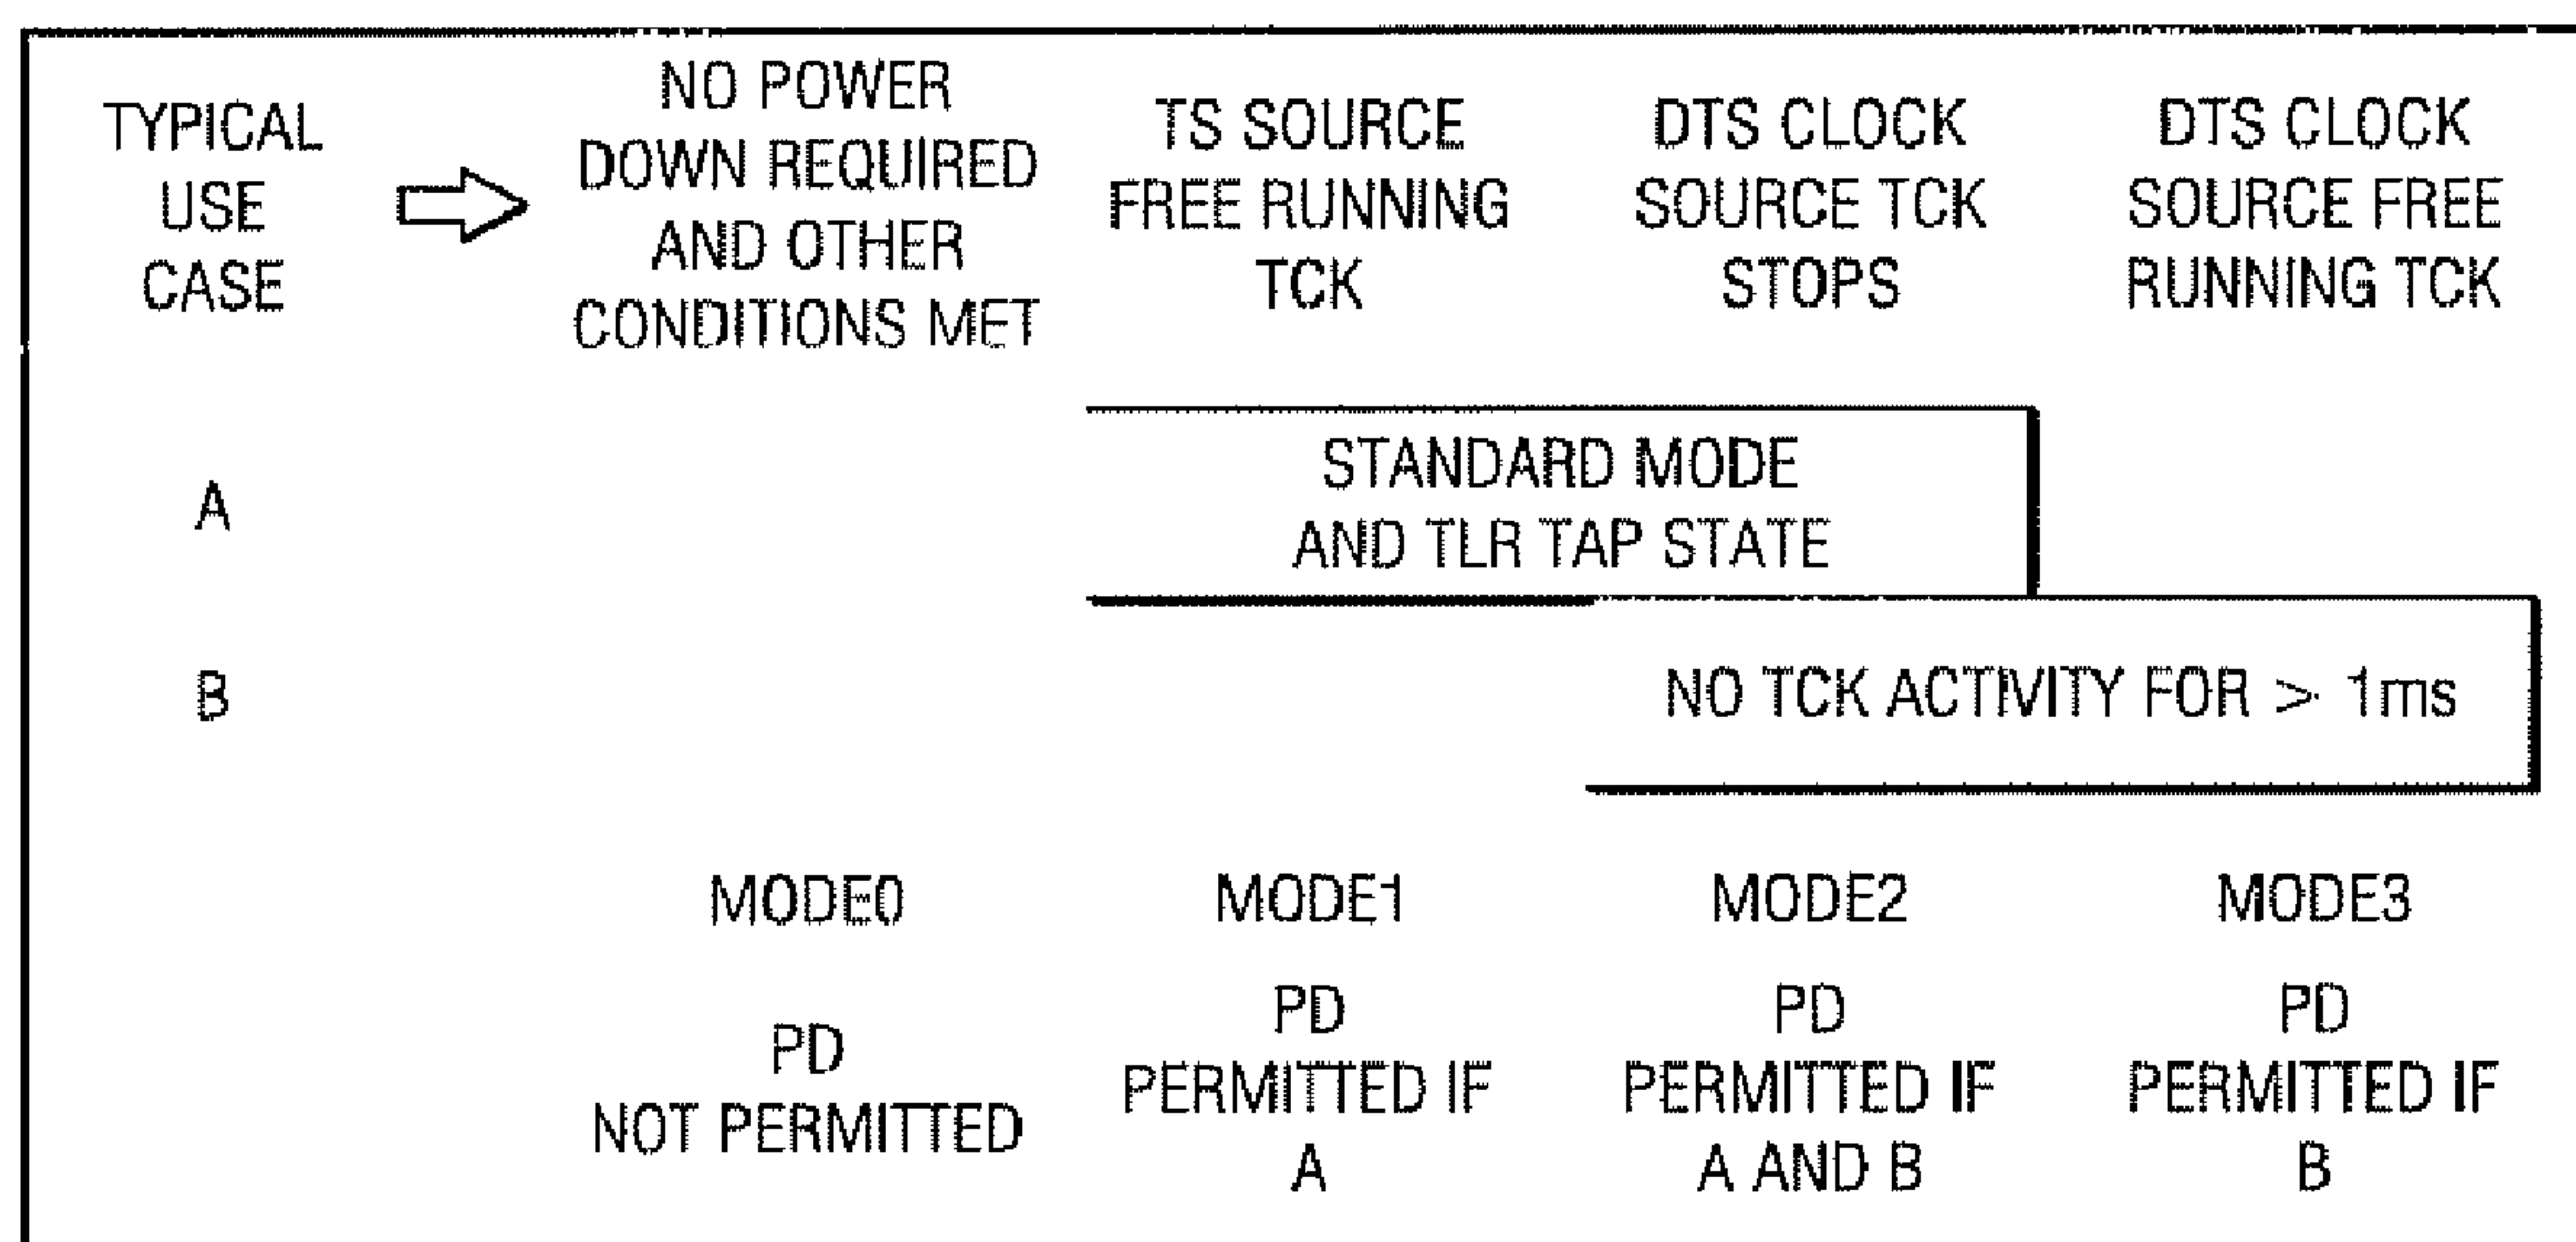 TYPICAL
USE
CASE
NO POWER
DOWN REQUIRED
AND OTHER
CONDITIONS MET
TS SOURCE
FREE RUNNING
TCK
DTS CLOCK
SOURCE TCK
STOPS
DTS CLOCK
SOURCE FREE
RUNNING TCK
A
STANDARD MODE
AND TLR TAP STATE
B
NO TCK ACTIVITY FOR > 1ms
MODE0
MODE1
MODE2
MODE3
PD
NOT PERMITTED
PD
PERMITTED IF
A
PD
PERMITTED IF
A AND B
PD
PERMITTED IF
B